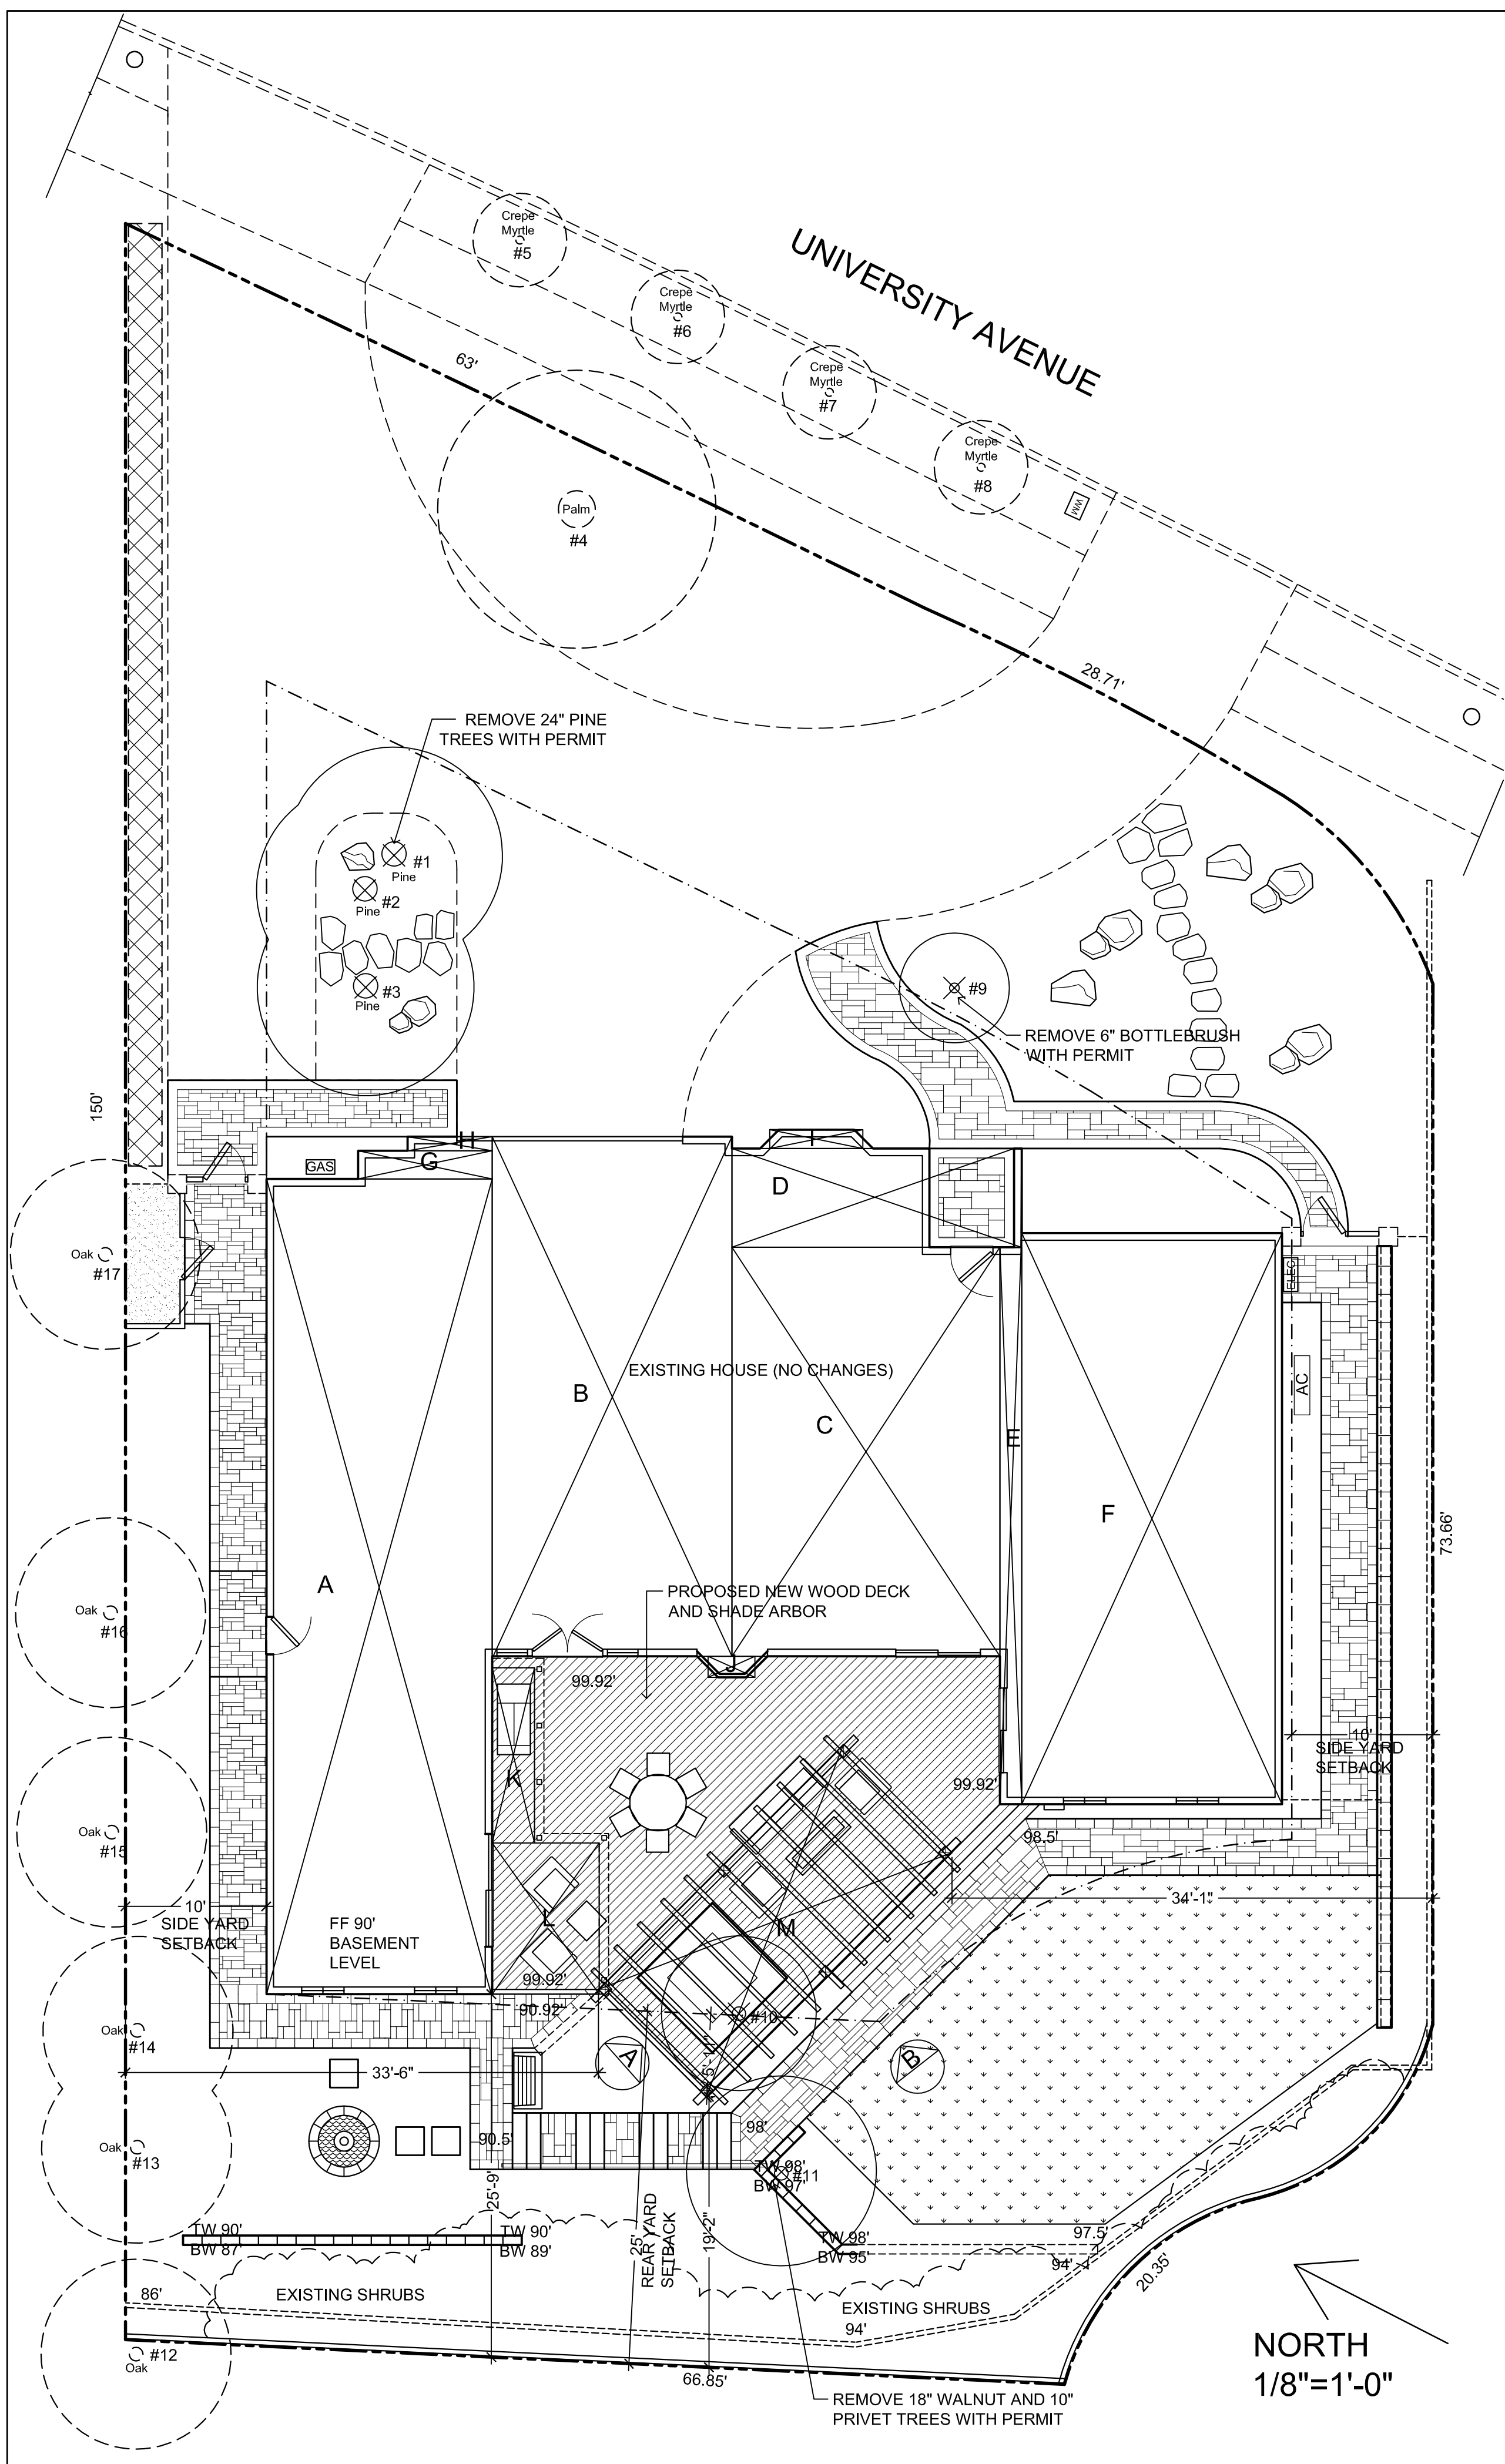 Crepe
Myrtle
#5
Crepe
Myrtle
#6
UNIVERSITY AVENUE
Crepe
Myrtle
#7
Crepe
Myrtle
#8
WM
63'
Palm
#4
28.71'
REMOVE 24" PINE
TREES WITH PERMIT
#1
Pine
#2
Pine
#3
Pine
#9
REMOVE 6" BOTTLEBRUSH
WITH PERMIT
150'
H
I
G
GAS
D
Oak
#17
ELEC
EXISTING HOUSE (NO CHANGES)
AC
B
C
E
F
73.66'
A
Oak
#16
PROPOSED NEW WOOD DECK
AND SHADE ARBOR
J
99.92'
10'
SIDE YARD
SETBACK
K
99.92'
Oak
#15
98.5'
10'
SIDE YARD
SETBACK
FF 90'
BASEMENT
LEVEL
34'-1"
L
M
99.92'
90.92'
#10
Oak
#14
A
B
33'-6"
5'-10"
98'
90.5'
Oak
#13
TW 98'
BW 97'
#11
25'-9"
25'
REAR YARD
SETBACK
19'-2"
TW 90'
BW 87'
TW 90'
BW 89'
TW 98'
BW 95'
97.5'
94'
20.35'
86'
EXISTING SHRUBS
EXISTING SHRUBS
94'
#12
Oak
66.85'
NORTH
1/8"=1'-0"
REMOVE 18" WALNUT AND 10"
PRIVET TREES WITH PERMIT